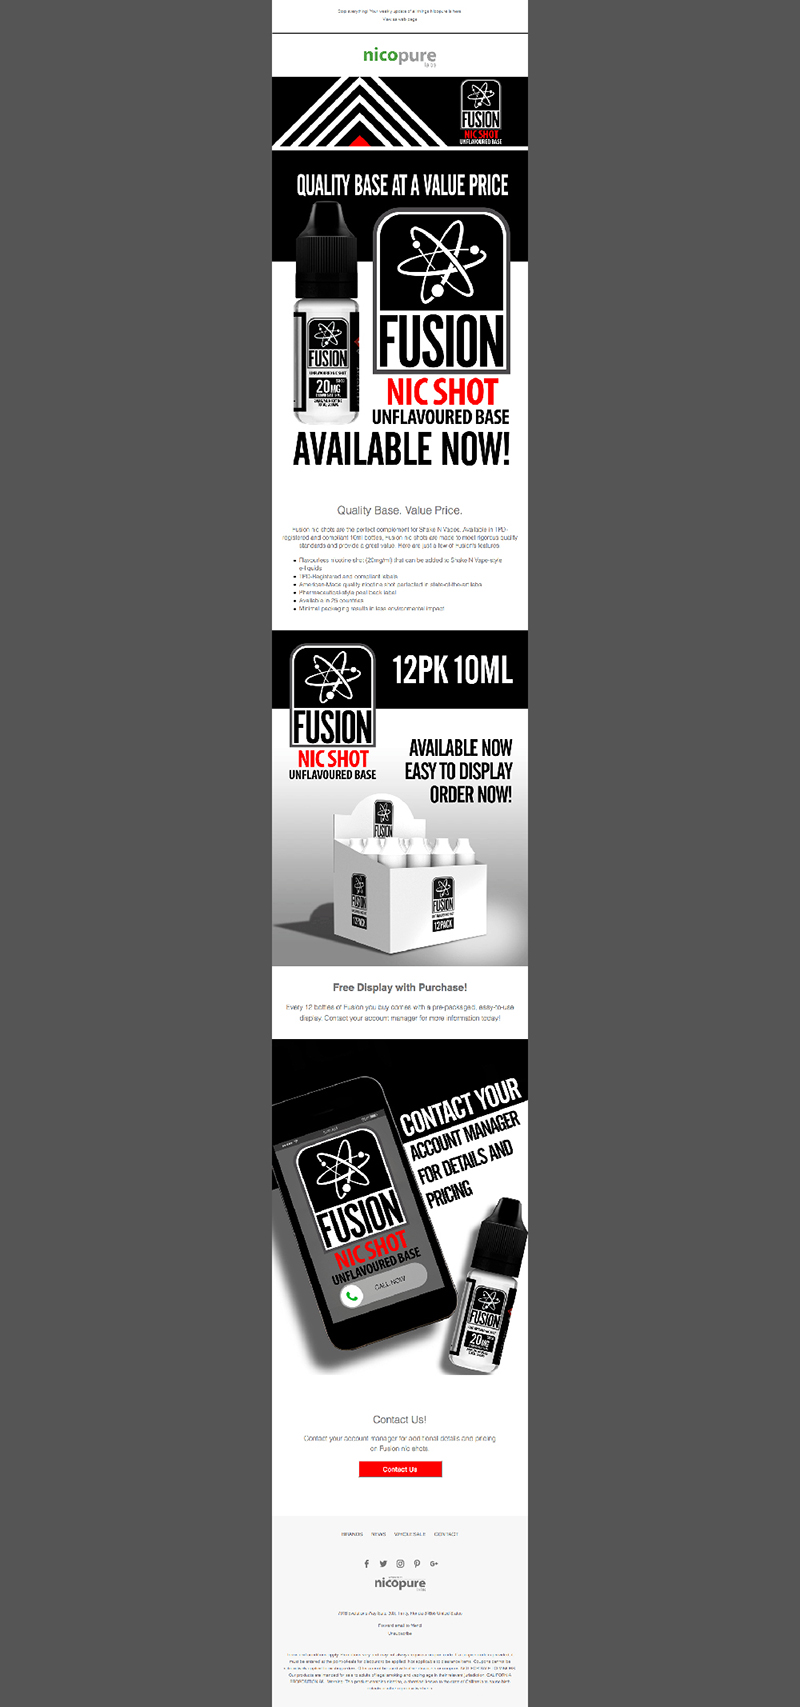 View as web page
nicopure
LABS
FUSION
NIC SHOT
UNFLAVOURED BASE
QUALITY BASE AT A VALUE PRICE
FUSION
NIC SHOT
UNFLAVOURED BASE
FUSION
UNFLAVOURED NIC SHOT
20MG
AVAILABLE NOW!
Quality Base. Value Price.
Fusion nic shots are the perfect complement for Shake N Vapes. Available in TPD-
registered and compliant 10ml bottles, Fusion nic shots are made to meet rigorous quality
standards and provide a great value. Here are just a few of Fusion's features.
Flavourless nicotine shot (20mg/ml) that can be added to Shake N Vape-style
e-liquids
TPD-Registered and compliant
American-Made quality nicotine shot perfected in state-of-the-art labs
Pharmaceutical-style peel back label
Available in 25 countries
Minimal packaging results in less environmental impact
12PK 10ML
FUSION
NIC SHOT
UNFLAVOURED BASE
AVAILABLE NOW
EASY TO DISPLAY
ORDER NOW!
FUSION
FUSION
12PACK
FUSION
12PACK
Free Display with Purchase!
Every 12 bottles of Fusion you buy comes with a pre-packaged, easy-to-use
display. Contact your account manager for more information today!
CONTACT YOUR
ACCOUNT MANAGER
FOR DETAILS AND
PRICING
FUSION
NIC SHOT
UNFLAVOURED BASE
CALL NOW
FUSION
20MG
Contact Us!
Contact your account manager for additional details and pricing
on Fusion nic shots.
Contact Us
BRANDS NEWS WHOLESALE CONTACT
nicopure
Forward email to friend
Unsubscribe